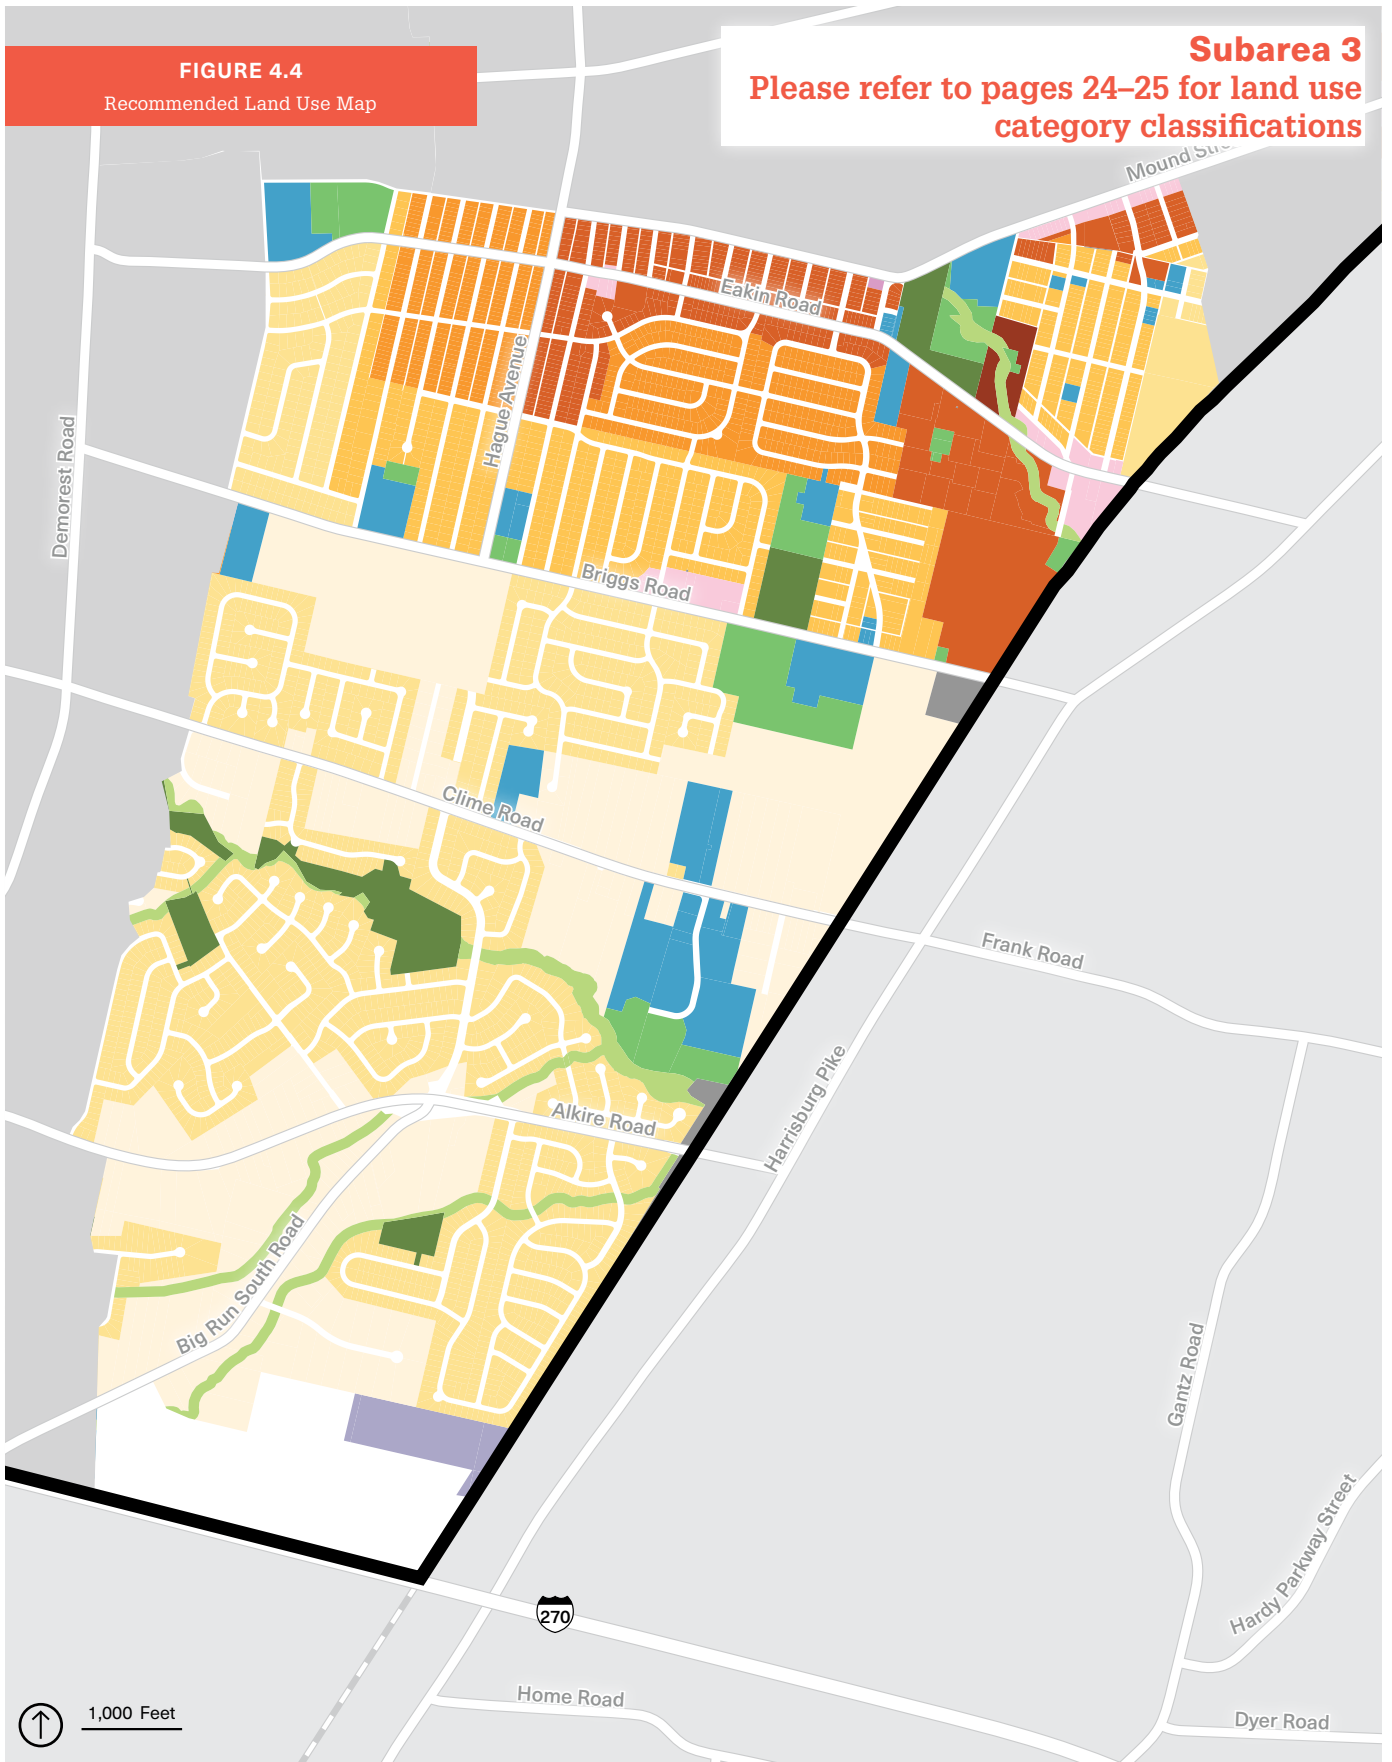 FIGURE 4.4
Recommended Land Use Map
Subarea 3
Please refer to pages 24–25 for land use
category classifications
Mound
Eakin Road
Hague Avenue
Demorest Road
Briggs Road
Clime Road
Frank Road
Harrisburg Pike
Alkire Road
Big Run South Road
Gantz Road
Hardy Parkway Street
270
Home Road
Dyer Road
1,000 Feet